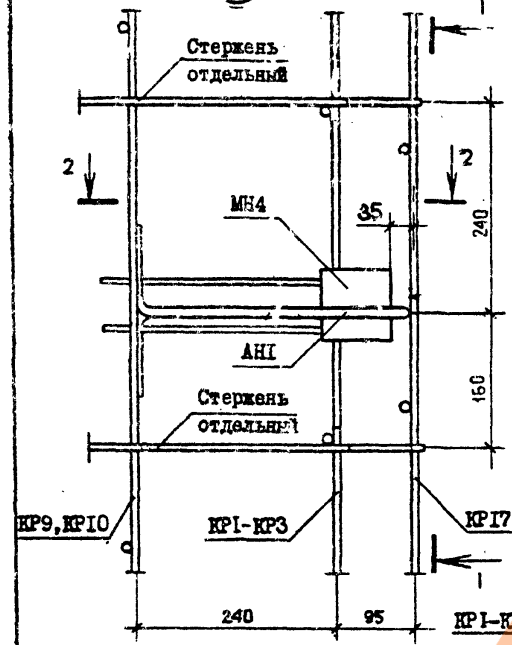 Стержень
отдельный
2
2
МН4
35
240
АН1
160
Стержень
отдельный
КР9, КР10
КР1-КР3
КР17
1
240
95